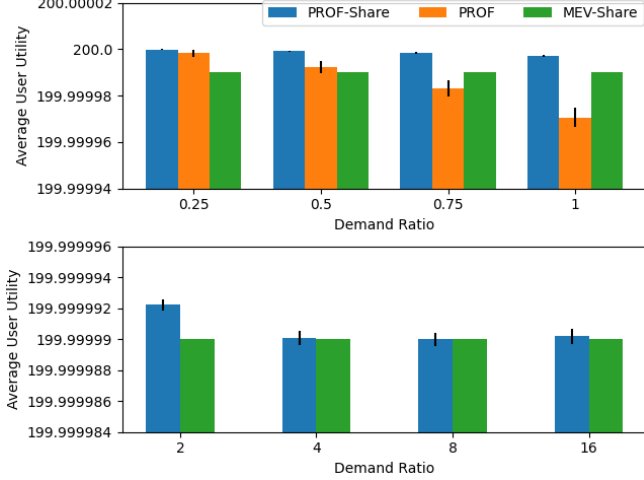 200.00002
PROF-Share PROF MEV-Share
200.0
199.99998
199.99996
199.99994
Average User Utility
0.25 0.5 0.75 1
Demand Ratio
199.999996
199.999994
199.999992
199.99999
199.999988
199.999986
199.999984
Average User Utility
2 4 8 16
Demand Ratio